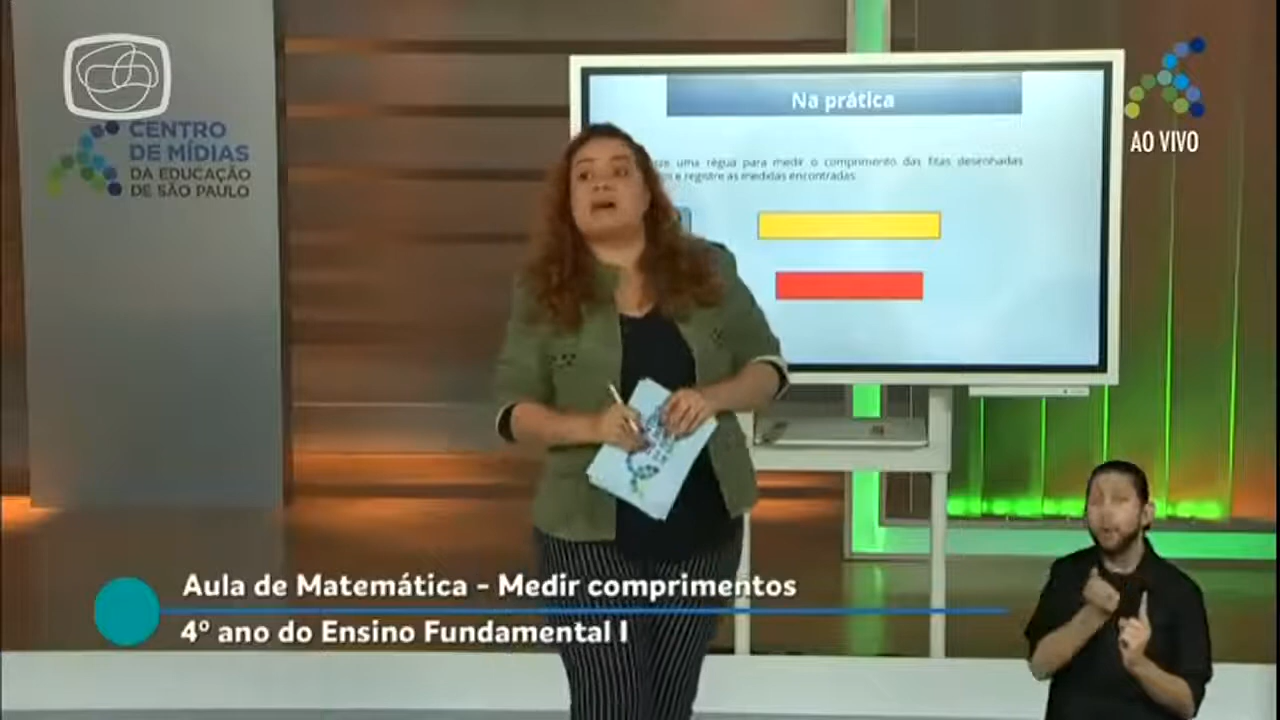 CENTRO
DE MÍDIAS
DA EDUCAÇÃO
DE SÃO PAULO
Na prática
uma régua para medir o comprimento das fitas desenhadas
e registre as medidas encontradas
AO VIVO
Aula de Matemática - Medir comprimentos
4º ano do Ensino Fundamental I